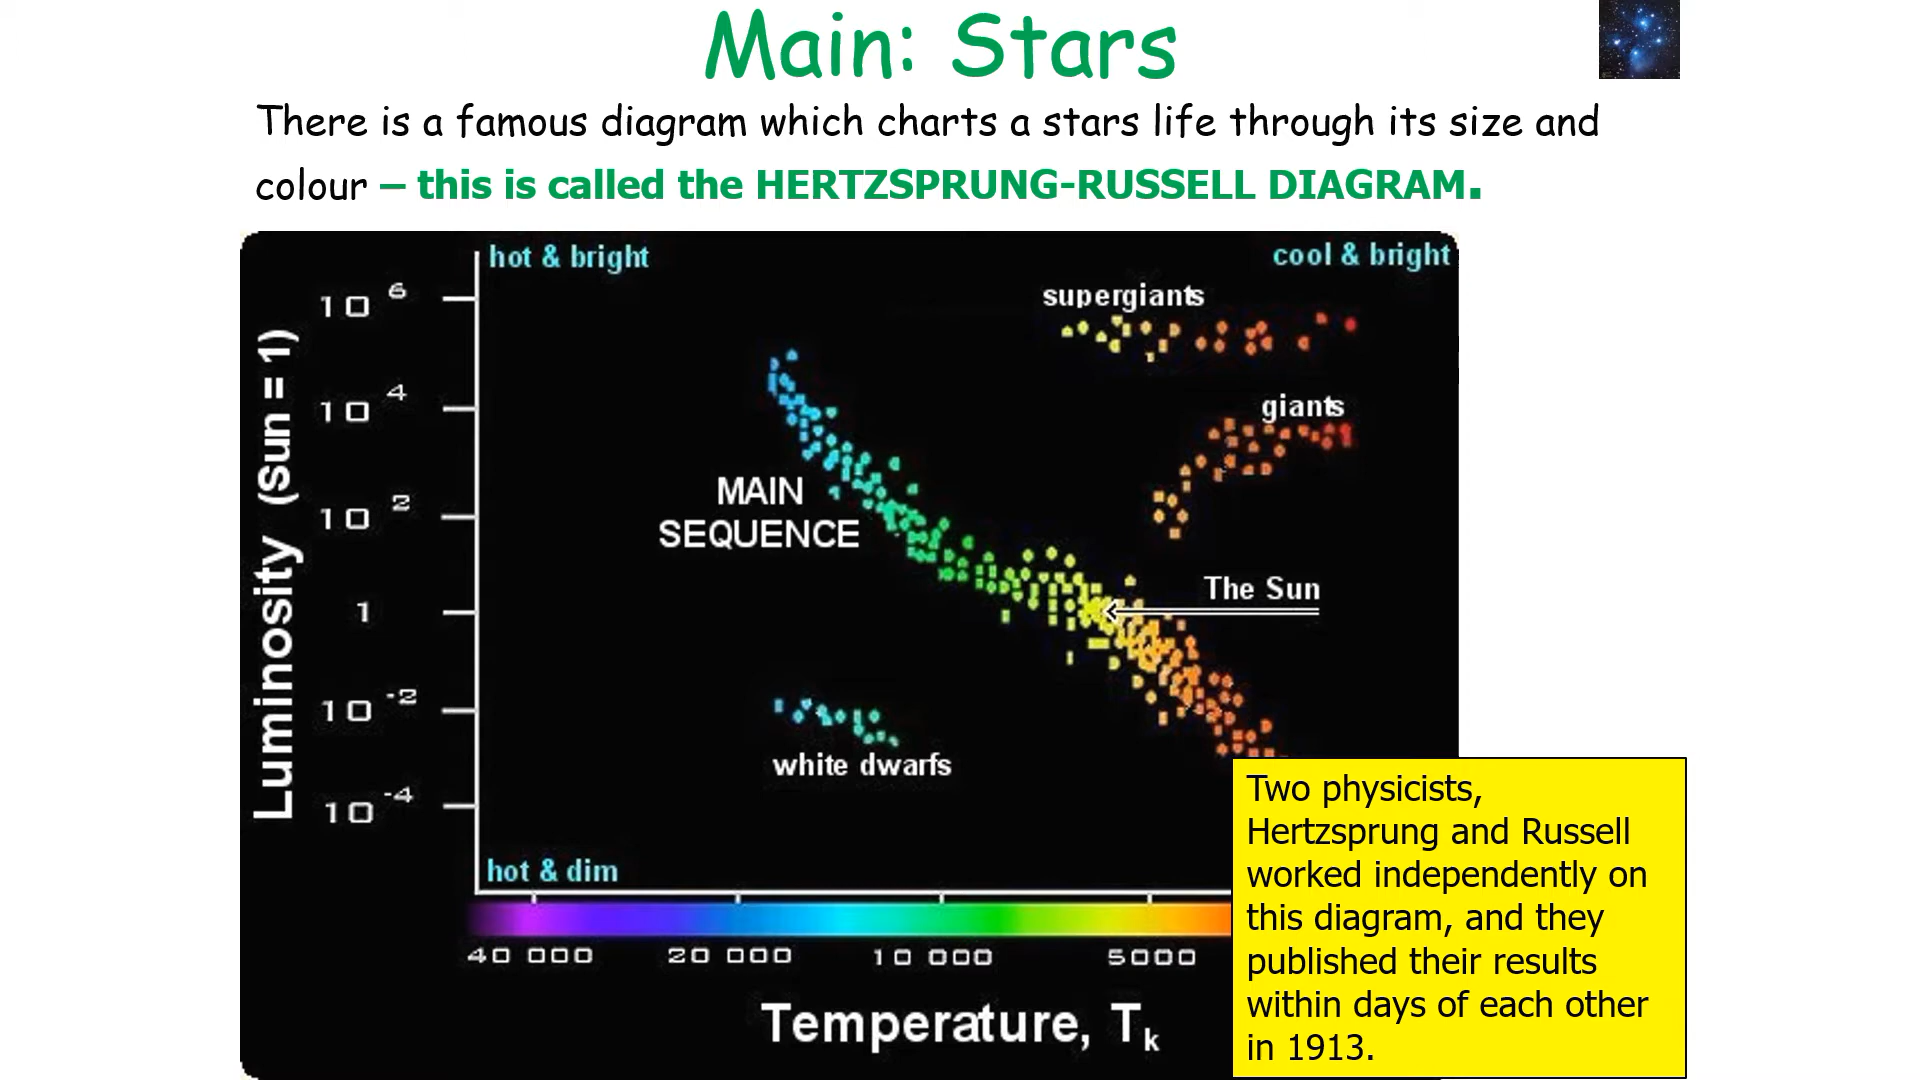 Main: Stars
There is a famous diagram which charts a stars life through its size and
colour – this is called the HERTZSPRUNG-RUSSELL DIAGRAM.
hot & bright
cool & bright
supergiants
giants
MAIN
SEQUENCE
The Sun
white dwarfs
hot & dim
Luminosity (Sun = 1)
10 6
10 4
10 2
1
10 -2
10 -4
40 000 20 000 10 000 5000
Temperature, Tk
Two physicists,
Hertzsprung and Russell
worked independently on
this diagram, and they
published their results
within days of each other
in 1913.